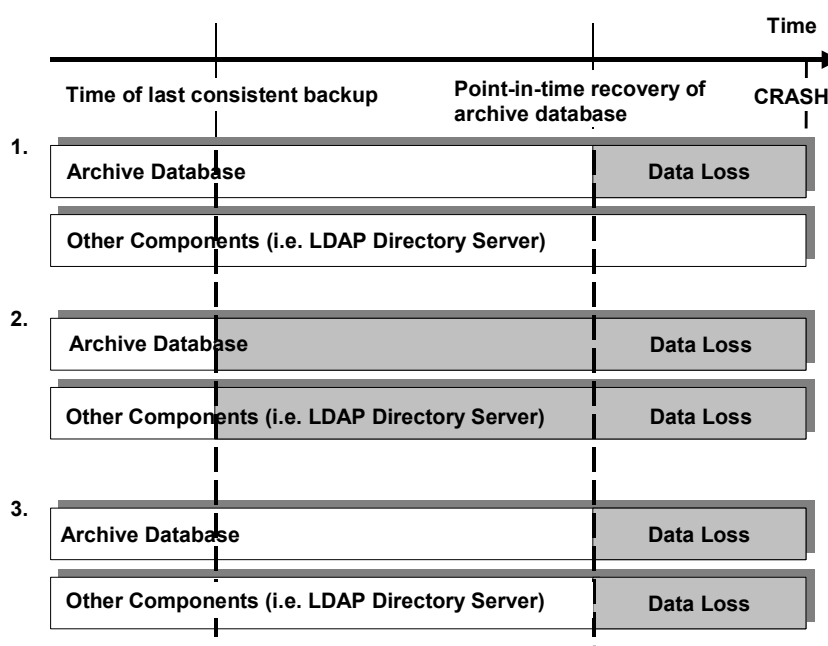 Time
Time of last consistent backup
Point-in-time recovery of
archive database
CRASH
1.
Archive Database
Data Loss
Other Components (i.e. LDAP Directory Server)
2.
Archive Database
Data Loss
Other Components (i.e. LDAP Directory Server)
Data Loss
3.
Archive Database
Data Loss
Other Components (i.e. LDAP Directory Server)
Data Loss